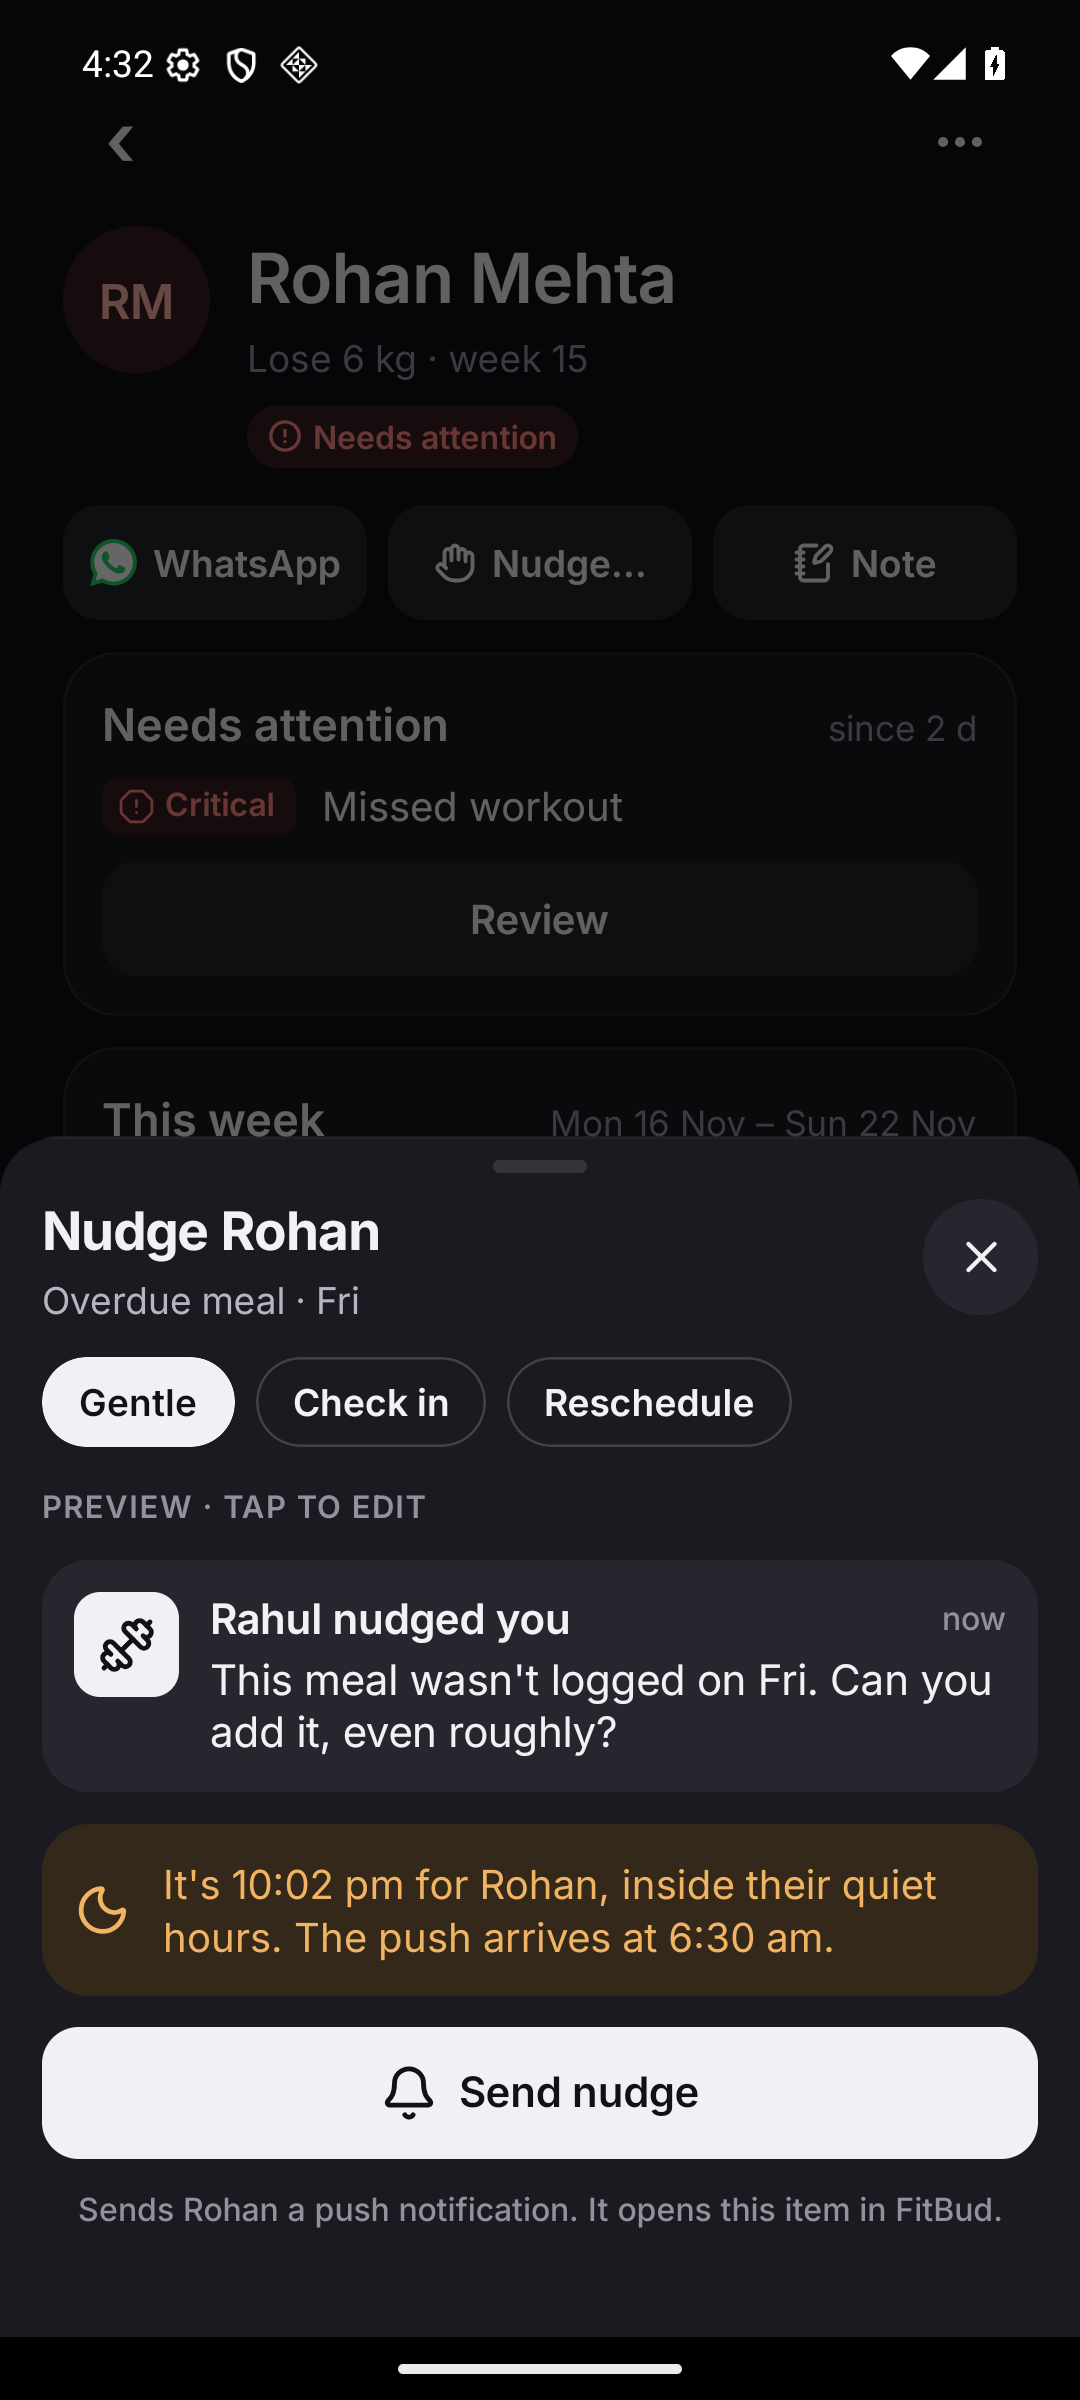 4:32
RM
Rohan Mehta
Lose 6 kg · week 15
Needs attention
WhatsApp
Nudge...
Note
Needs attention
since 2 d
Critical
Missed workout
Review
This week
Mon 16 Nov – Sun 22 Nov
Nudge Rohan
Overdue meal · Fri
Gentle
Check in
Reschedule
PREVIEW · TAP TO EDIT
Rahul nudged you
now
This meal wasn't logged on Fri. Can you
add it, even roughly?
It's 10:02 pm for Rohan, inside their quiet
hours. The push arrives at 6:30 am.
Send nudge
Sends Rohan a push notification. It opens this item in FitBud.